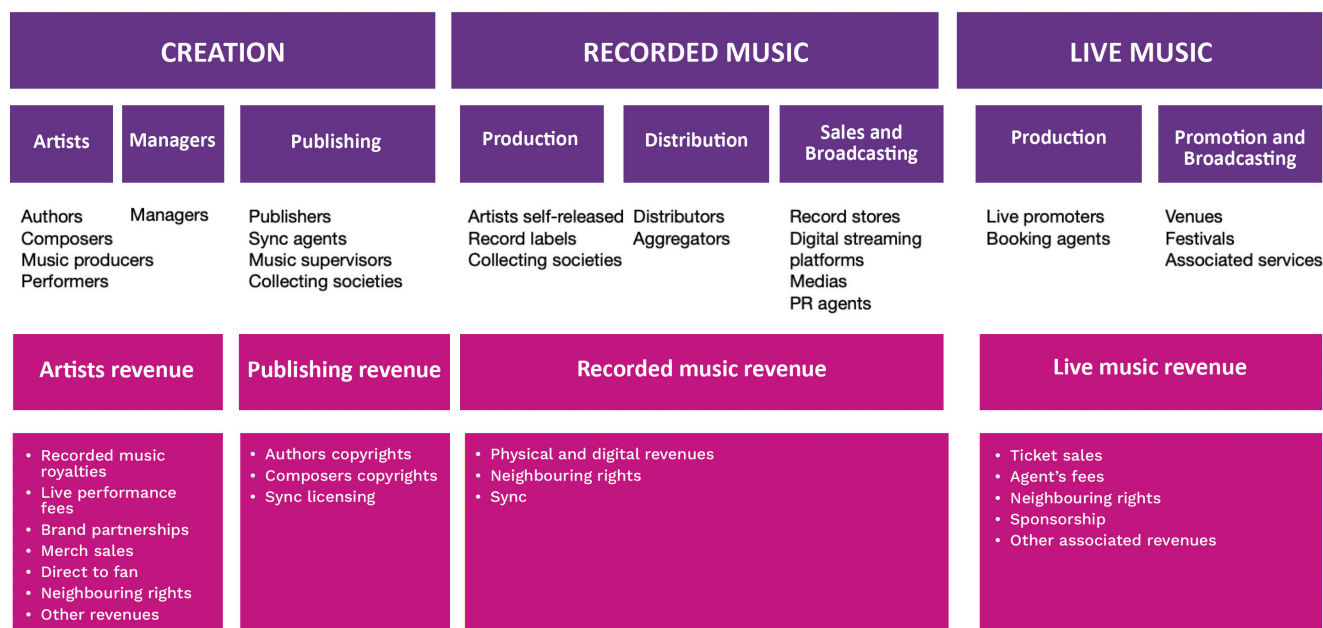 CREATION
RECORDED MUSIC
LIVE MUSIC
Artists
Managers
Publishing
Production
Distribution
Sales and
Broadcasting
Production
Promotion and
Broadcasting
Authors
Composers
Music producers
Performers
Managers
Publishers
Sync agents
Music supervisors
Collecting societies
Artists self-released
Record labels
Collecting societies
Distributors
Aggregators
Record stores
Digital streaming
platforms
Medias
PR agents
Live promoters
Booking agents
Venues
Festivals
Associated services
Artists revenue
Publishing revenue
Recorded music revenue
Live music revenue
• Recorded music
royalties
• Live performance
fees
• Brand partnerships
• Merch sales
• Direct to fan
• Neighbouring rights
• Other revenues
• Authors copyrights
• Composers copyrights
• Sync licensing
• Physical and digital revenues
• Neighbouring rights
• Sync
• Ticket sales
• Agent's fees
• Neighbouring rights
• Sponsorship
• Other associated revenues